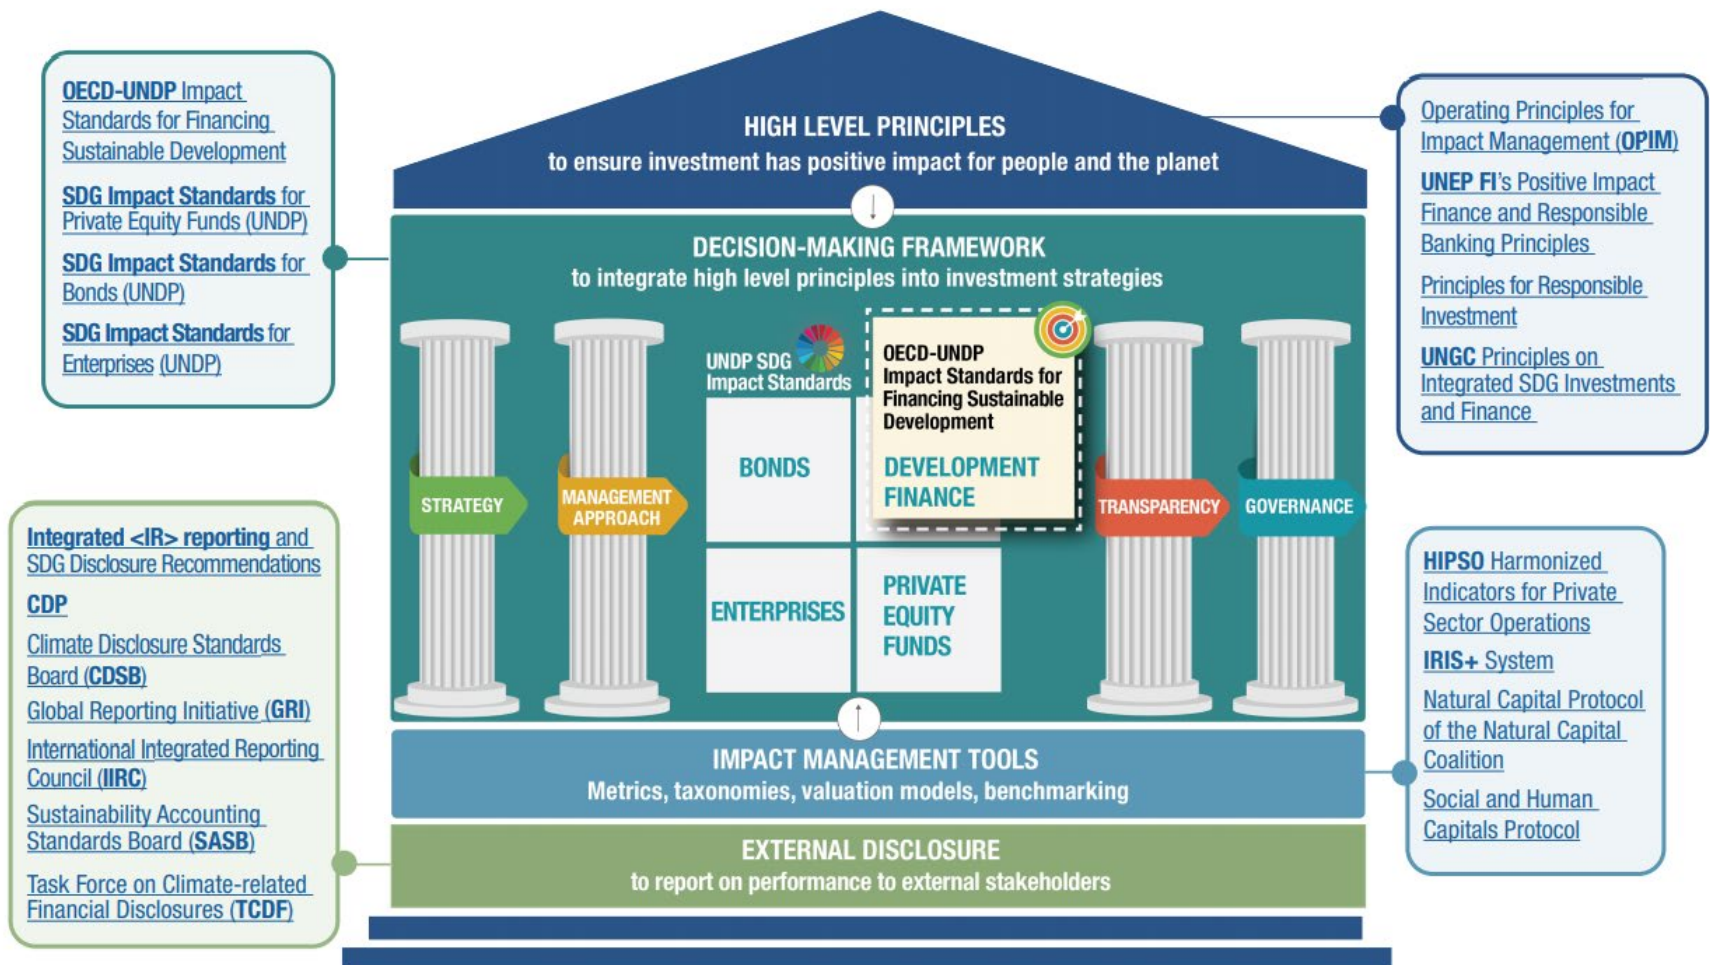 OECD-UNDP Impact
Standards for Financing
Sustainable Development
SDG Impact Standards for
Private Equity Funds (UNDP)
SDG Impact Standards for
Bonds (UNDP)
SDG Impact Standards for
Enterprises (UNDP)
HIGH LEVEL PRINCIPLES
to ensure investment has positive impact for people and the planet
Operating Principles for
Impact Management (OPIM)
UNEP FI's Positive Impact
Finance and Responsible
Banking Principles
Principles for Responsible
Investment
UNGC Principles on
Integrated SDG Investments
and Finance
DECISION-MAKING FRAMEWORK
to integrate high level principles into investment strategies
STRATEGY
MANAGEMENT
APPROACH
UNDP SDG
Impact Standards
BONDS
OECD-UNDP
Impact Standards for
Financing Sustainable
Development
DEVELOPMENT
FINANCE
ENTERPRISES
PRIVATE
EQUITY
FUNDS
TRANSPARENCY
GOVERNANCE
Integrated <IR> reporting and
SDG Disclosure Recommendations
CDP
Climate Disclosure Standards
Board (CDSB)
Global Reporting Initiative (GRI)
International Integrated Reporting
Council (IIRC)
Sustainability Accounting
Standards Board (SASB)
Task Force on Climate-related
Financial Disclosures (TCDF)
IMPACT MANAGEMENT TOOLS
Metrics, taxonomies, valuation models, benchmarking
HIPSO Harmonized
Indicators for Private
Sector Operations
IRIS+ System
Natural Capital Protocol
of the Natural Capital
Coalition
Social and Human
Capitals Protocol
EXTERNAL DISCLOSURE
to report on performance to external stakeholders